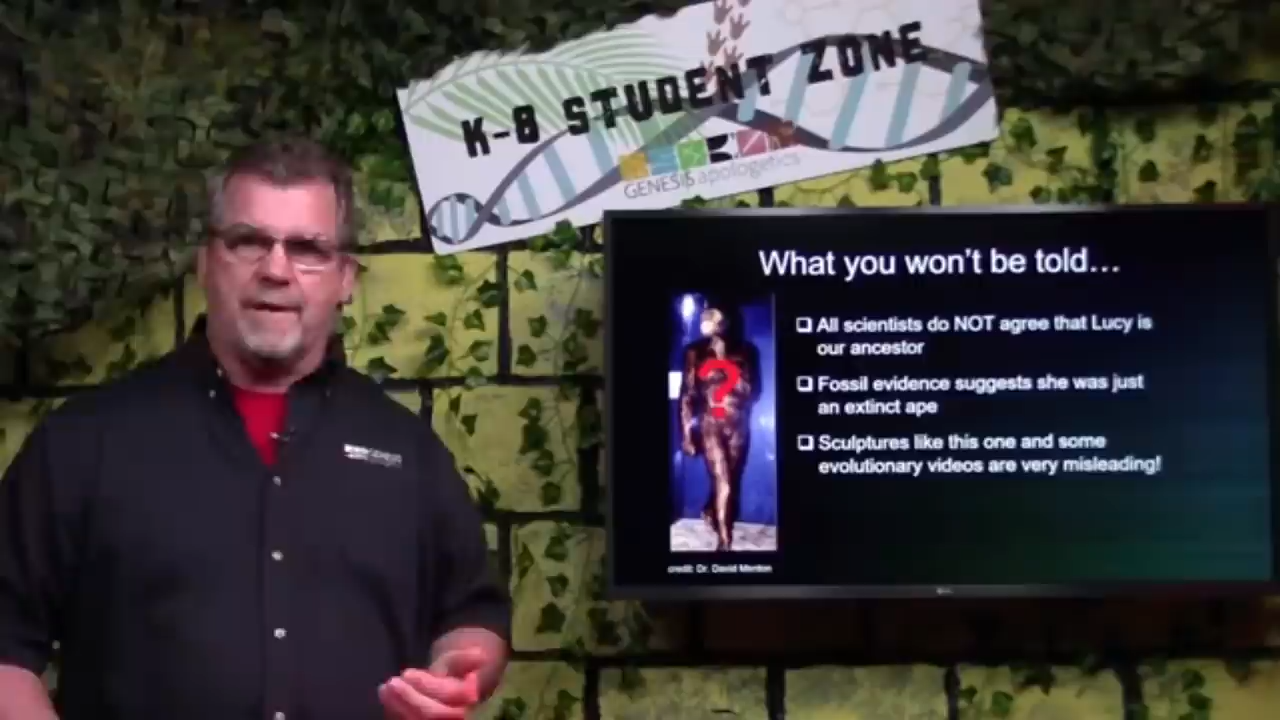 K-8 STUDENT ZONE
GENESIS apologetics
What you won't be told...
❑ All scientists do NOT agree that Lucy is
our ancestor
❑ Fossil evidence suggests she was just
an extinct ape
❑ Sculptures like this one and some
evolutionary videos are very misleading!
?
credit: Dr. David Menton
GENESIS